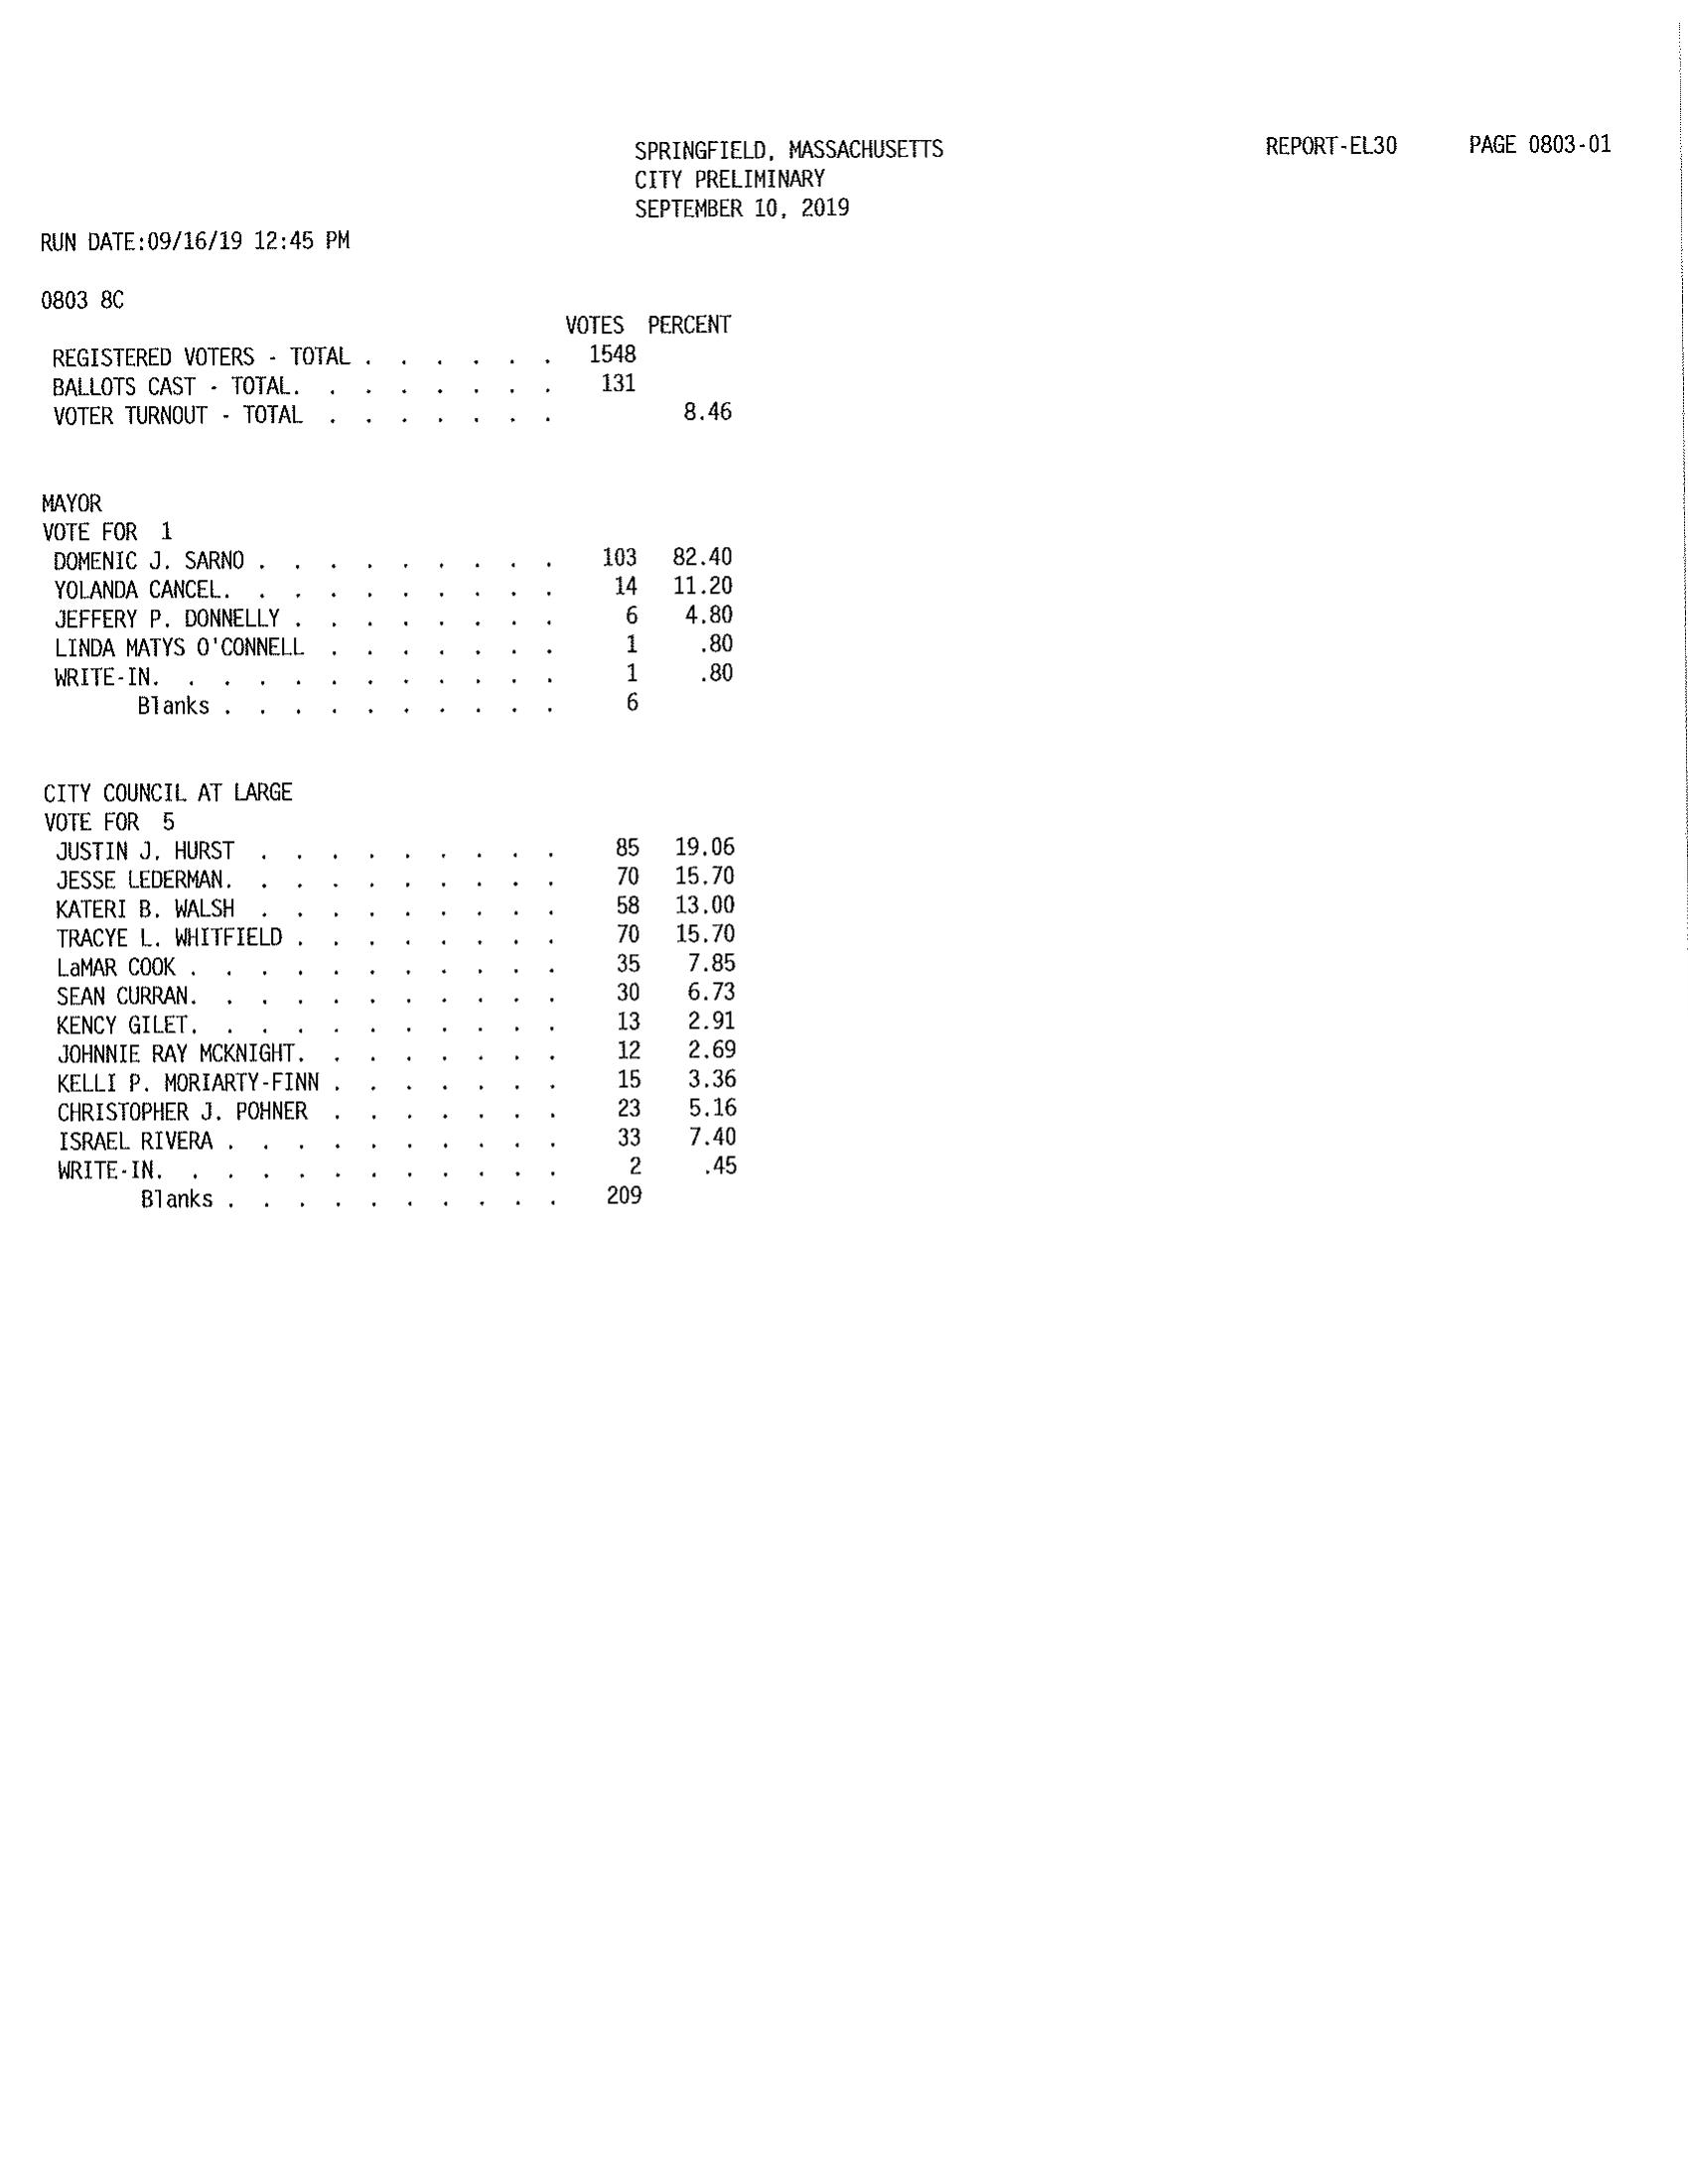 SPRINGFIELD, MASSACHUSETTS REPORT-EL30 PAGE 0803-01
CITY PRELIMINARY
SEPTEMBER 10, 2019
RUN DATE:09/16/19 12:45 PM
0803 8C
VOTES PERCENT
REGISTERED VOTERS - TOTAL . . . . . . 1548
BALLOTS CAST - TOTAL. . . . . . . . 131
VOTER TURNOUT - TOTAL . . . . . . . 8.46
MAYOR
VOTE FOR 1
DOMENIC J. SARNO . . . . . . . . . 103 82.40
YOLANDA CANCEL. . . . . . . . . . 14 11.20
JEFFERY P. DONNELLY . . . . . . . . 6 4.80
LINDA MATYS O'CONNELL . . . . . . . 1 .80
WRITE-IN. . . . . . . . . . . . 1 .80
Blanks . . . . . . . . . . 6
CITY COUNCIL AT LARGE
VOTE FOR 5
JUSTIN J. HURST . . . . . . . . . 85 19.06
JESSE LEDERMAN. . . . . . . . . . 70 15.70
KATERI B. WALSH . . . . . . . . . 58 13.00
TRACYE L. WHITFIELD . . . . . . . . 70 15.70
LaMAR COOK . . . . . . . . . . . 35 7.85
SEAN CURRAN. . . . . . . . . . . 30 6.73
KENCY GILET. . . . . . . . . . . 13 2.91
JOHNNIE RAY MCKNIGHT. . . . . . . . 12 2.69
KELLI P. MORIARTY-FINN . . . . . . . 15 3.36
CHRISTOPHER J. POHNER . . . . . . . 23 5.16
ISRAEL RIVERA . . . . . . . . . . 33 7.40
WRITE-IN. . . . . . . . . . . . 2 .45
Blanks . . . . . . . . . . 209